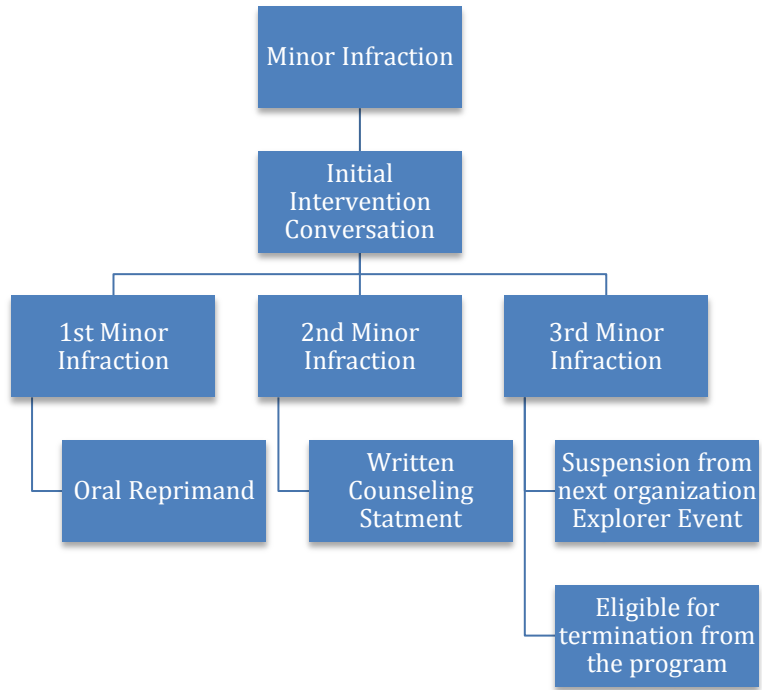 Minor Infraction
Initial
Intervention
Conversation
1st Minor
Infraction
2nd Minor
Infraction
3rd Minor
Infraction
Oral Reprimand
Written
Counseling
Statment
Suspension from
next organization
Explorer Event
Eligible for
termination from
the program